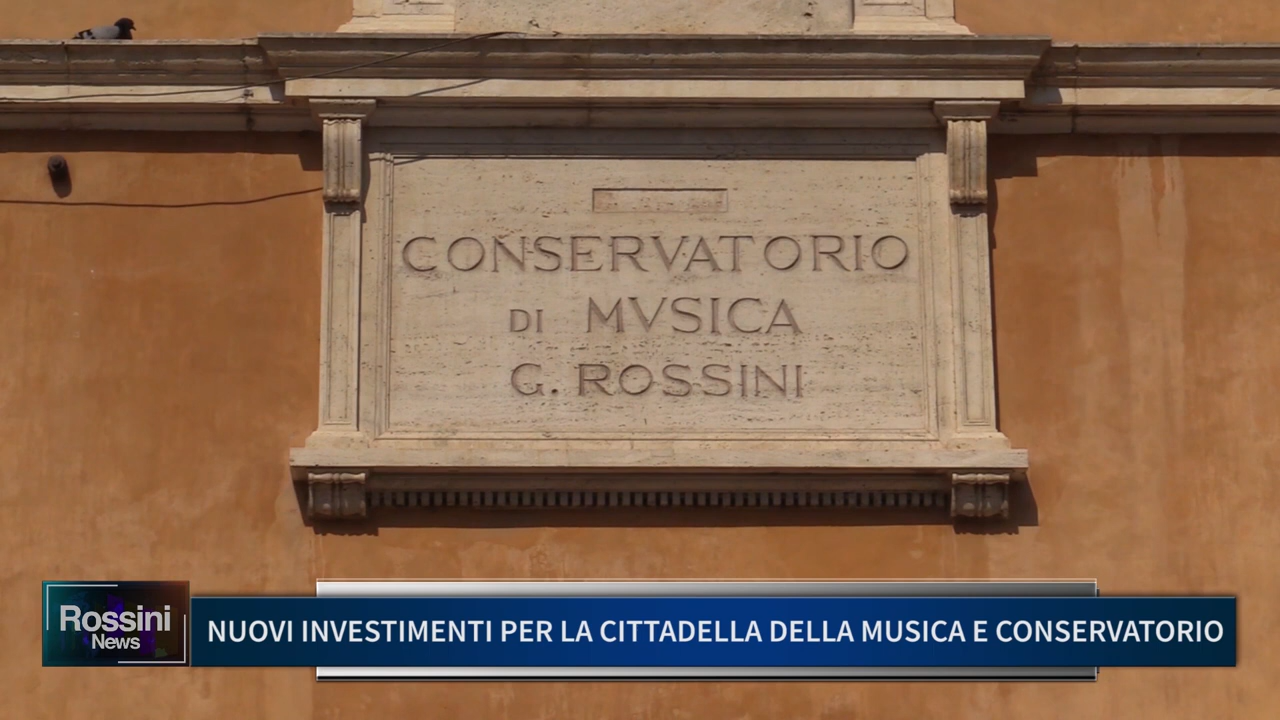 CONSERVATORIO
DI MVSICA
G. ROSSINI
Rossini
News
NUOVI INVESTIMENTI PER LA CITTADELLA DELLA MUSICA E CONSERVATORIO